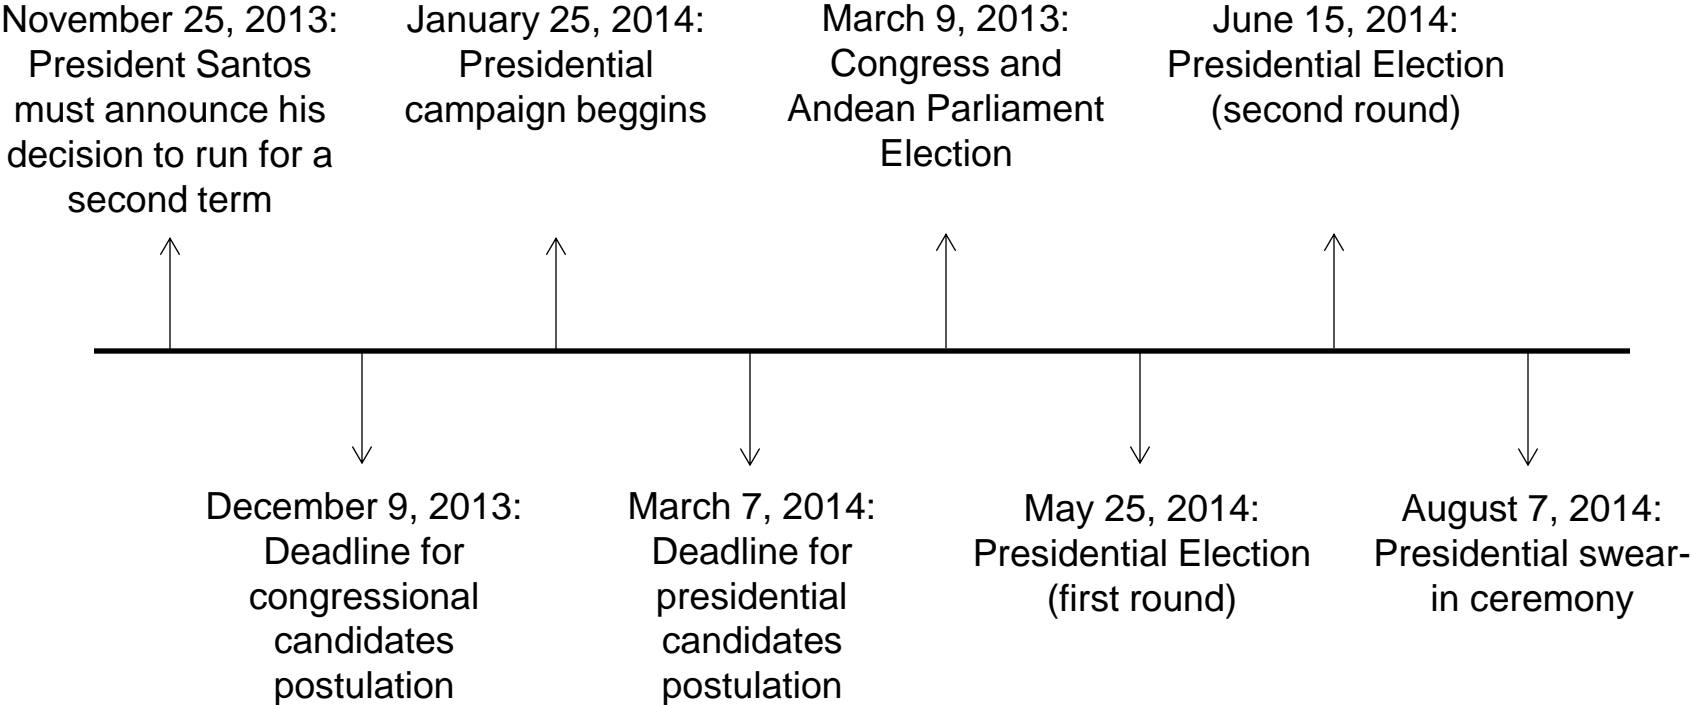 November 25, 2013:
President Santos
must announce his
decision to run for a
second term
January 25, 2014:
Presidential
campaign beggins
March 9, 2013:
Congress and
Andean Parliament
Election
June 15, 2014:
Presidential Election
(second round)
December 9, 2013:
Deadline for
congressional
candidates
postulation
March 7, 2014:
Deadline for
presidential
candidates
postulation
May 25, 2014:
Presidential Election
(first round)
August 7, 2014:
Presidential swear-
in ceremony